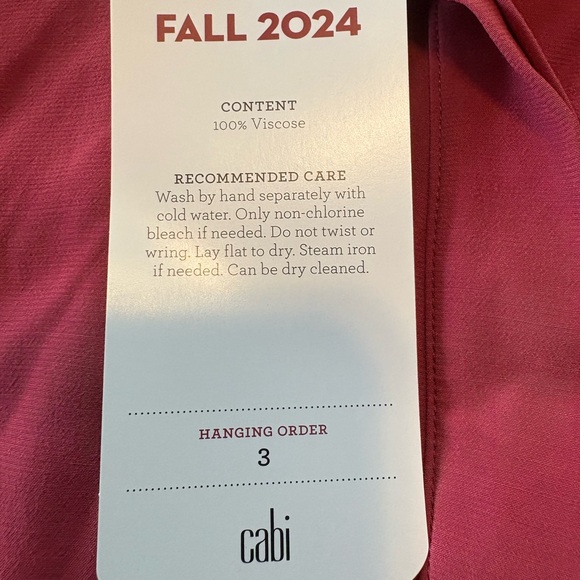 FALL 2024
CONTENT
100% Viscose
RECOMMENDED CARE
Wash by hand separately with
cold water. Only non-chlorine
bleach if needed. Do not twist or
wring. Lay flat to dry. Steam iron
if needed. Can be dry cleaned.
HANGING ORDER
3
cabi